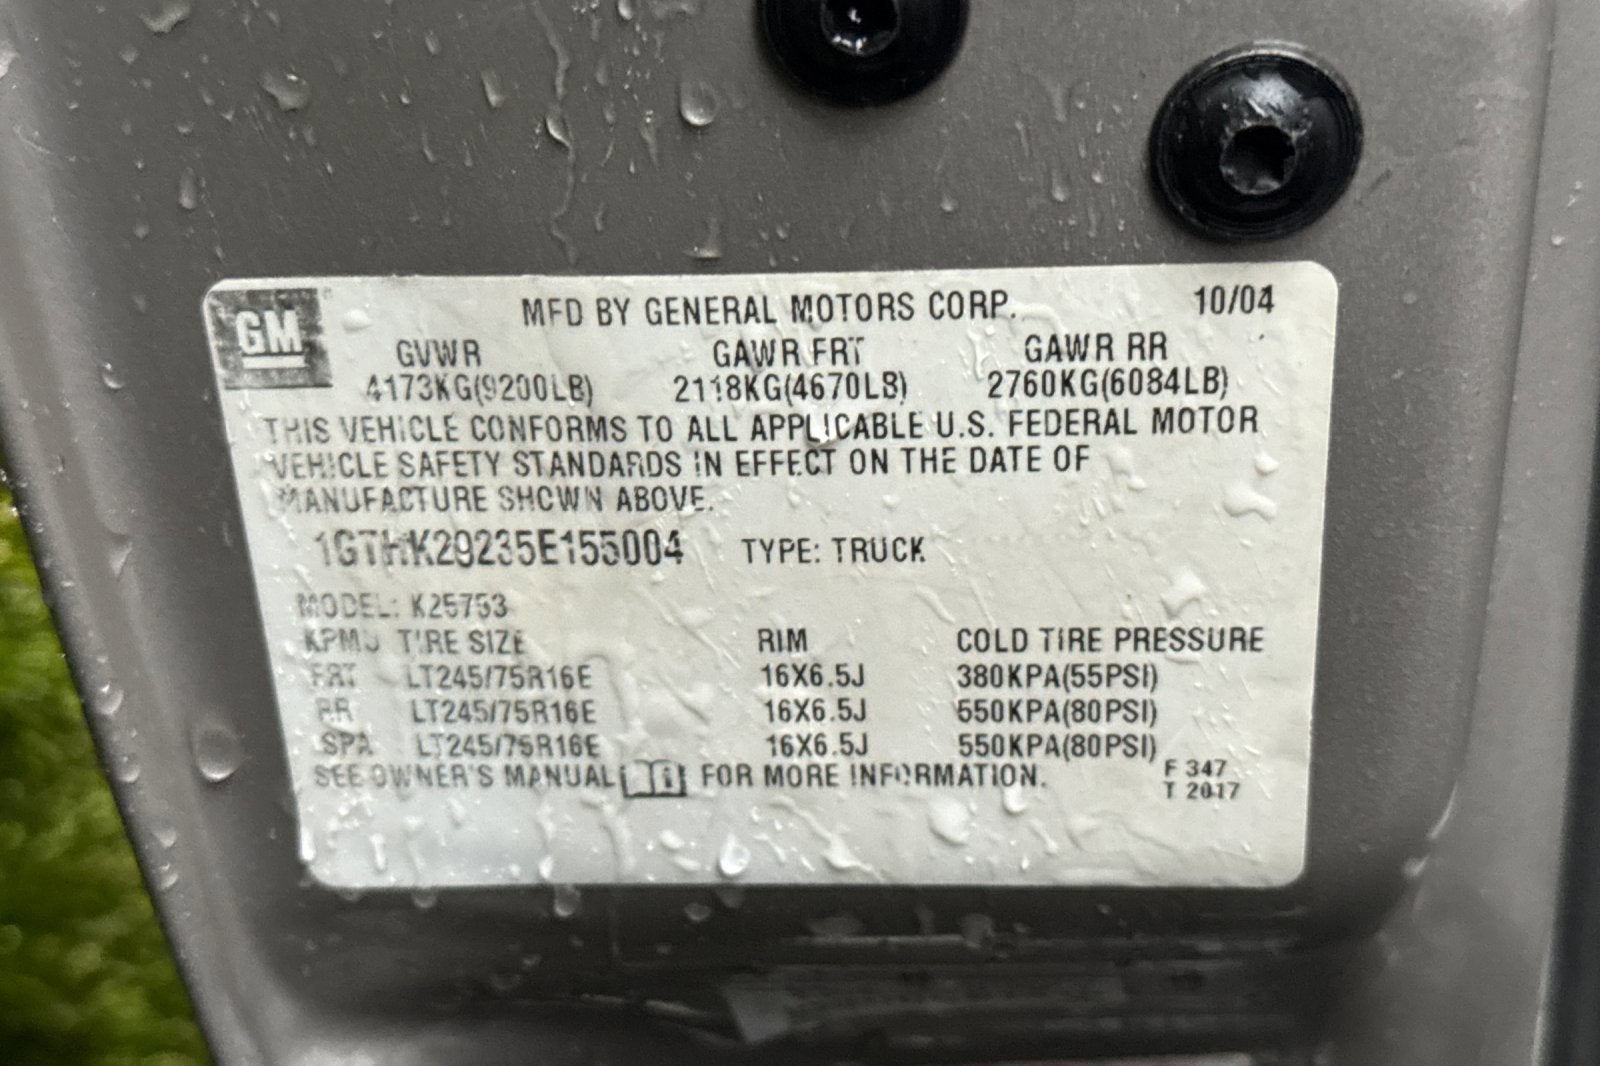 GM
MFD BY GENERAL MOTORS CORP. 10/04
GVWR GAWR FRT GAWR RR
4173KG(9200LB) 2118KG(4670LB) 2760KG(6084LB)
THIS VEHICLE CONFORMS TO ALL APPLICABLE U.S. FEDERAL MOTOR
VEHICLE SAFETY STANDARDS IN EFFECT ON THE DATE OF
MANUFACTURE SHOWN ABOVE.
1GTHK29235E155004 TYPE: TRUCK
MODEL: K25753
TIRE SIZE RIM COLD TIRE PRESSURE
FRT LT245/75R16E 16X6.5J 380KPA(55PSI)
RR LT245/75R16E 16X6.5J 550KPA(80PSI)
SPA LT245/75R16E 16X6.5J 550KPA(80PSI)
SEE OWNER'S MANUAL FOR MORE INFORMATION.
F 347
T 2017